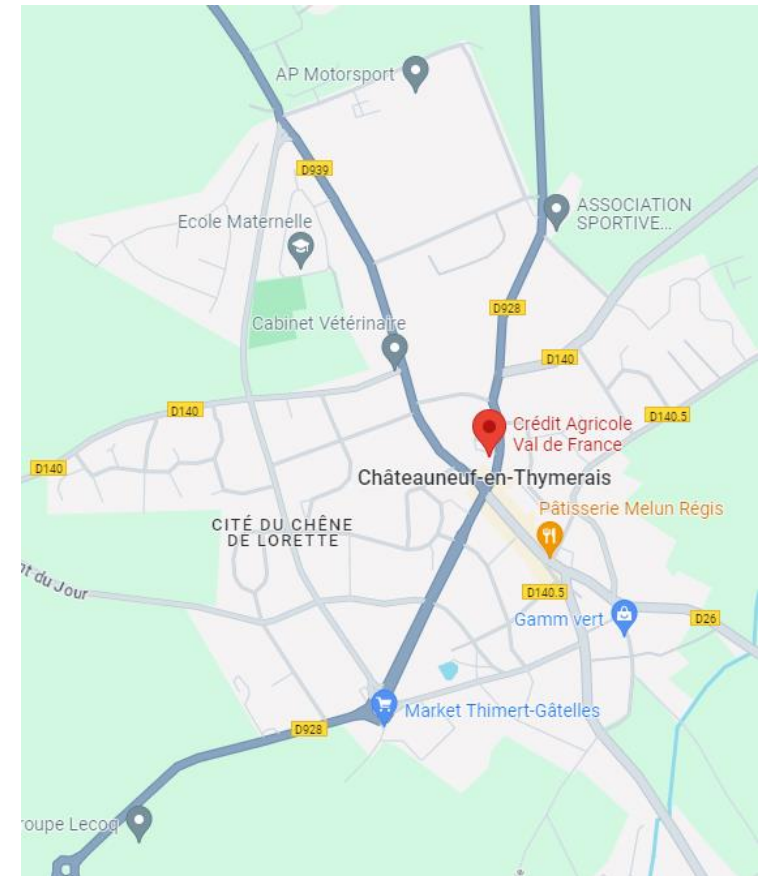 AP Motorsport
D939
ASSOCIATION
SPORTIVE...
Ecole Maternelle
D928
Cabinet Vétérinaire
D140
D140
D140.5
Crédit Agricole
Val de France
D140
Châteauneuf-en-Thymerais
Pâtisserie Melun Régis
CITÉ DU CHÊNE
DE LORETTE
nt du Jour
D140.5
Gamm vert
D26
Market Thimert-Gâtelles
D928
roupe Lecoq